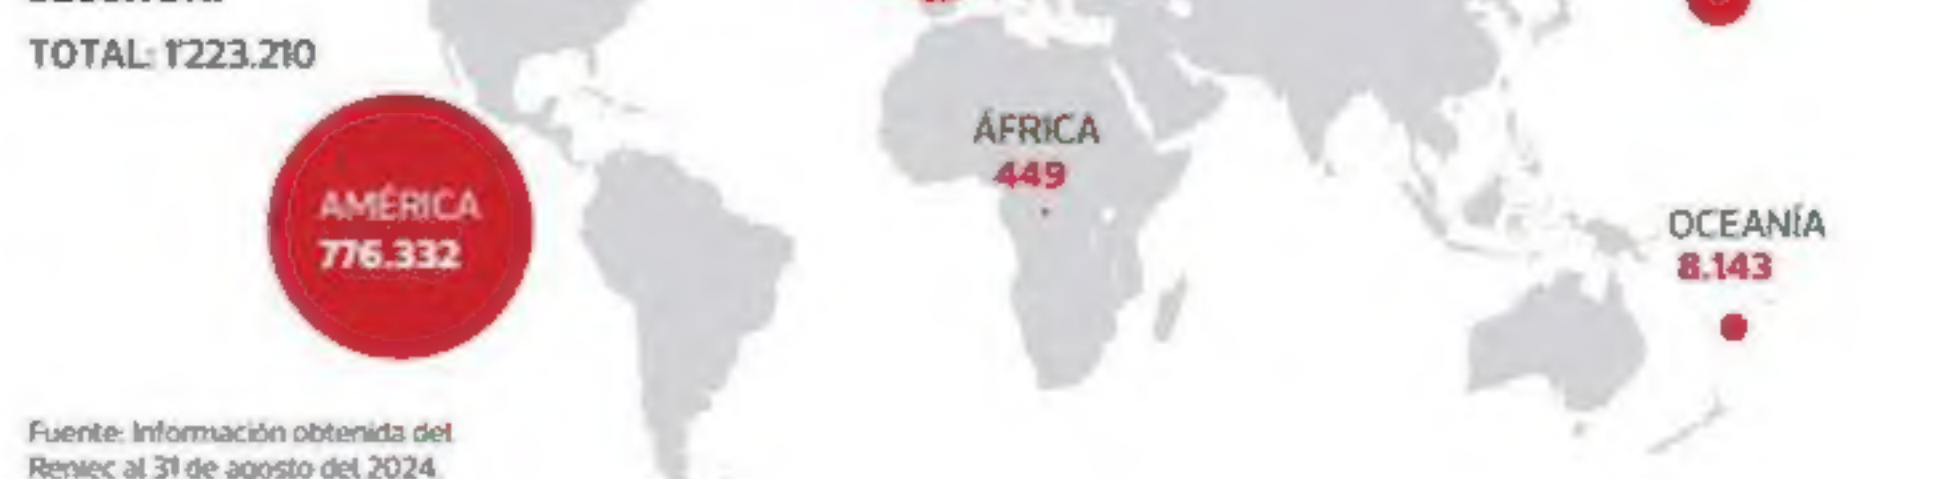 TOTAL: 1'223.210
AMÉRICA
776.332
ÁFRICA
449
OCEANÍA
8.143
Fuente: Información obtenida del
Reniec al 31 de agosto del 2024